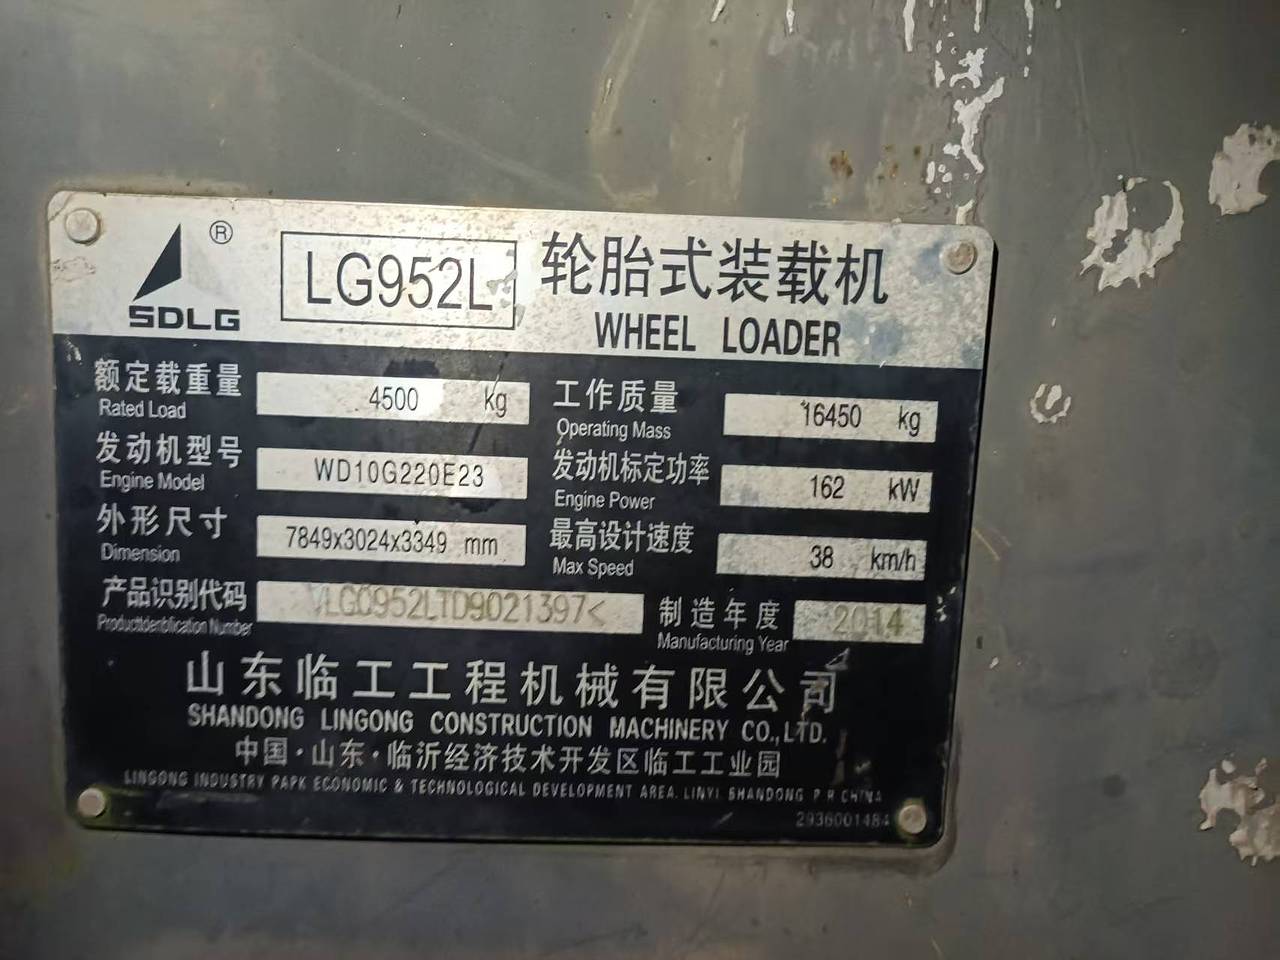 ®
SDLG
LG952L
轮胎式装载机
WHEEL LOADER
额定载重量 4500 kg 工作质量 16450 kg
Rated Load Operating Mass
发动机型号 WD10G220E23 发动机标定功率 162 kW
Engine Model Engine Power
外形尺寸 7849x3024x3349 mm 最高设计速度 38 km/h
Dimension Max Speed
产品识别代码 VLG0952LTD9021397< 制造年度 2014
Productidentification Number Manufacturing Year
山东临工工程机械有限公司
SHANDONG LINGONG CONSTRUCTION MACHINERY CO.,LTD.
中国·山东·临沂经济技术开发区临工工业园
LINGONG INDUSTRY PARK ECONOMIC & TECHNOLOGICAL DEVELOPMENT AREA. LINYI SHANDONG P R CHINA
2936001484